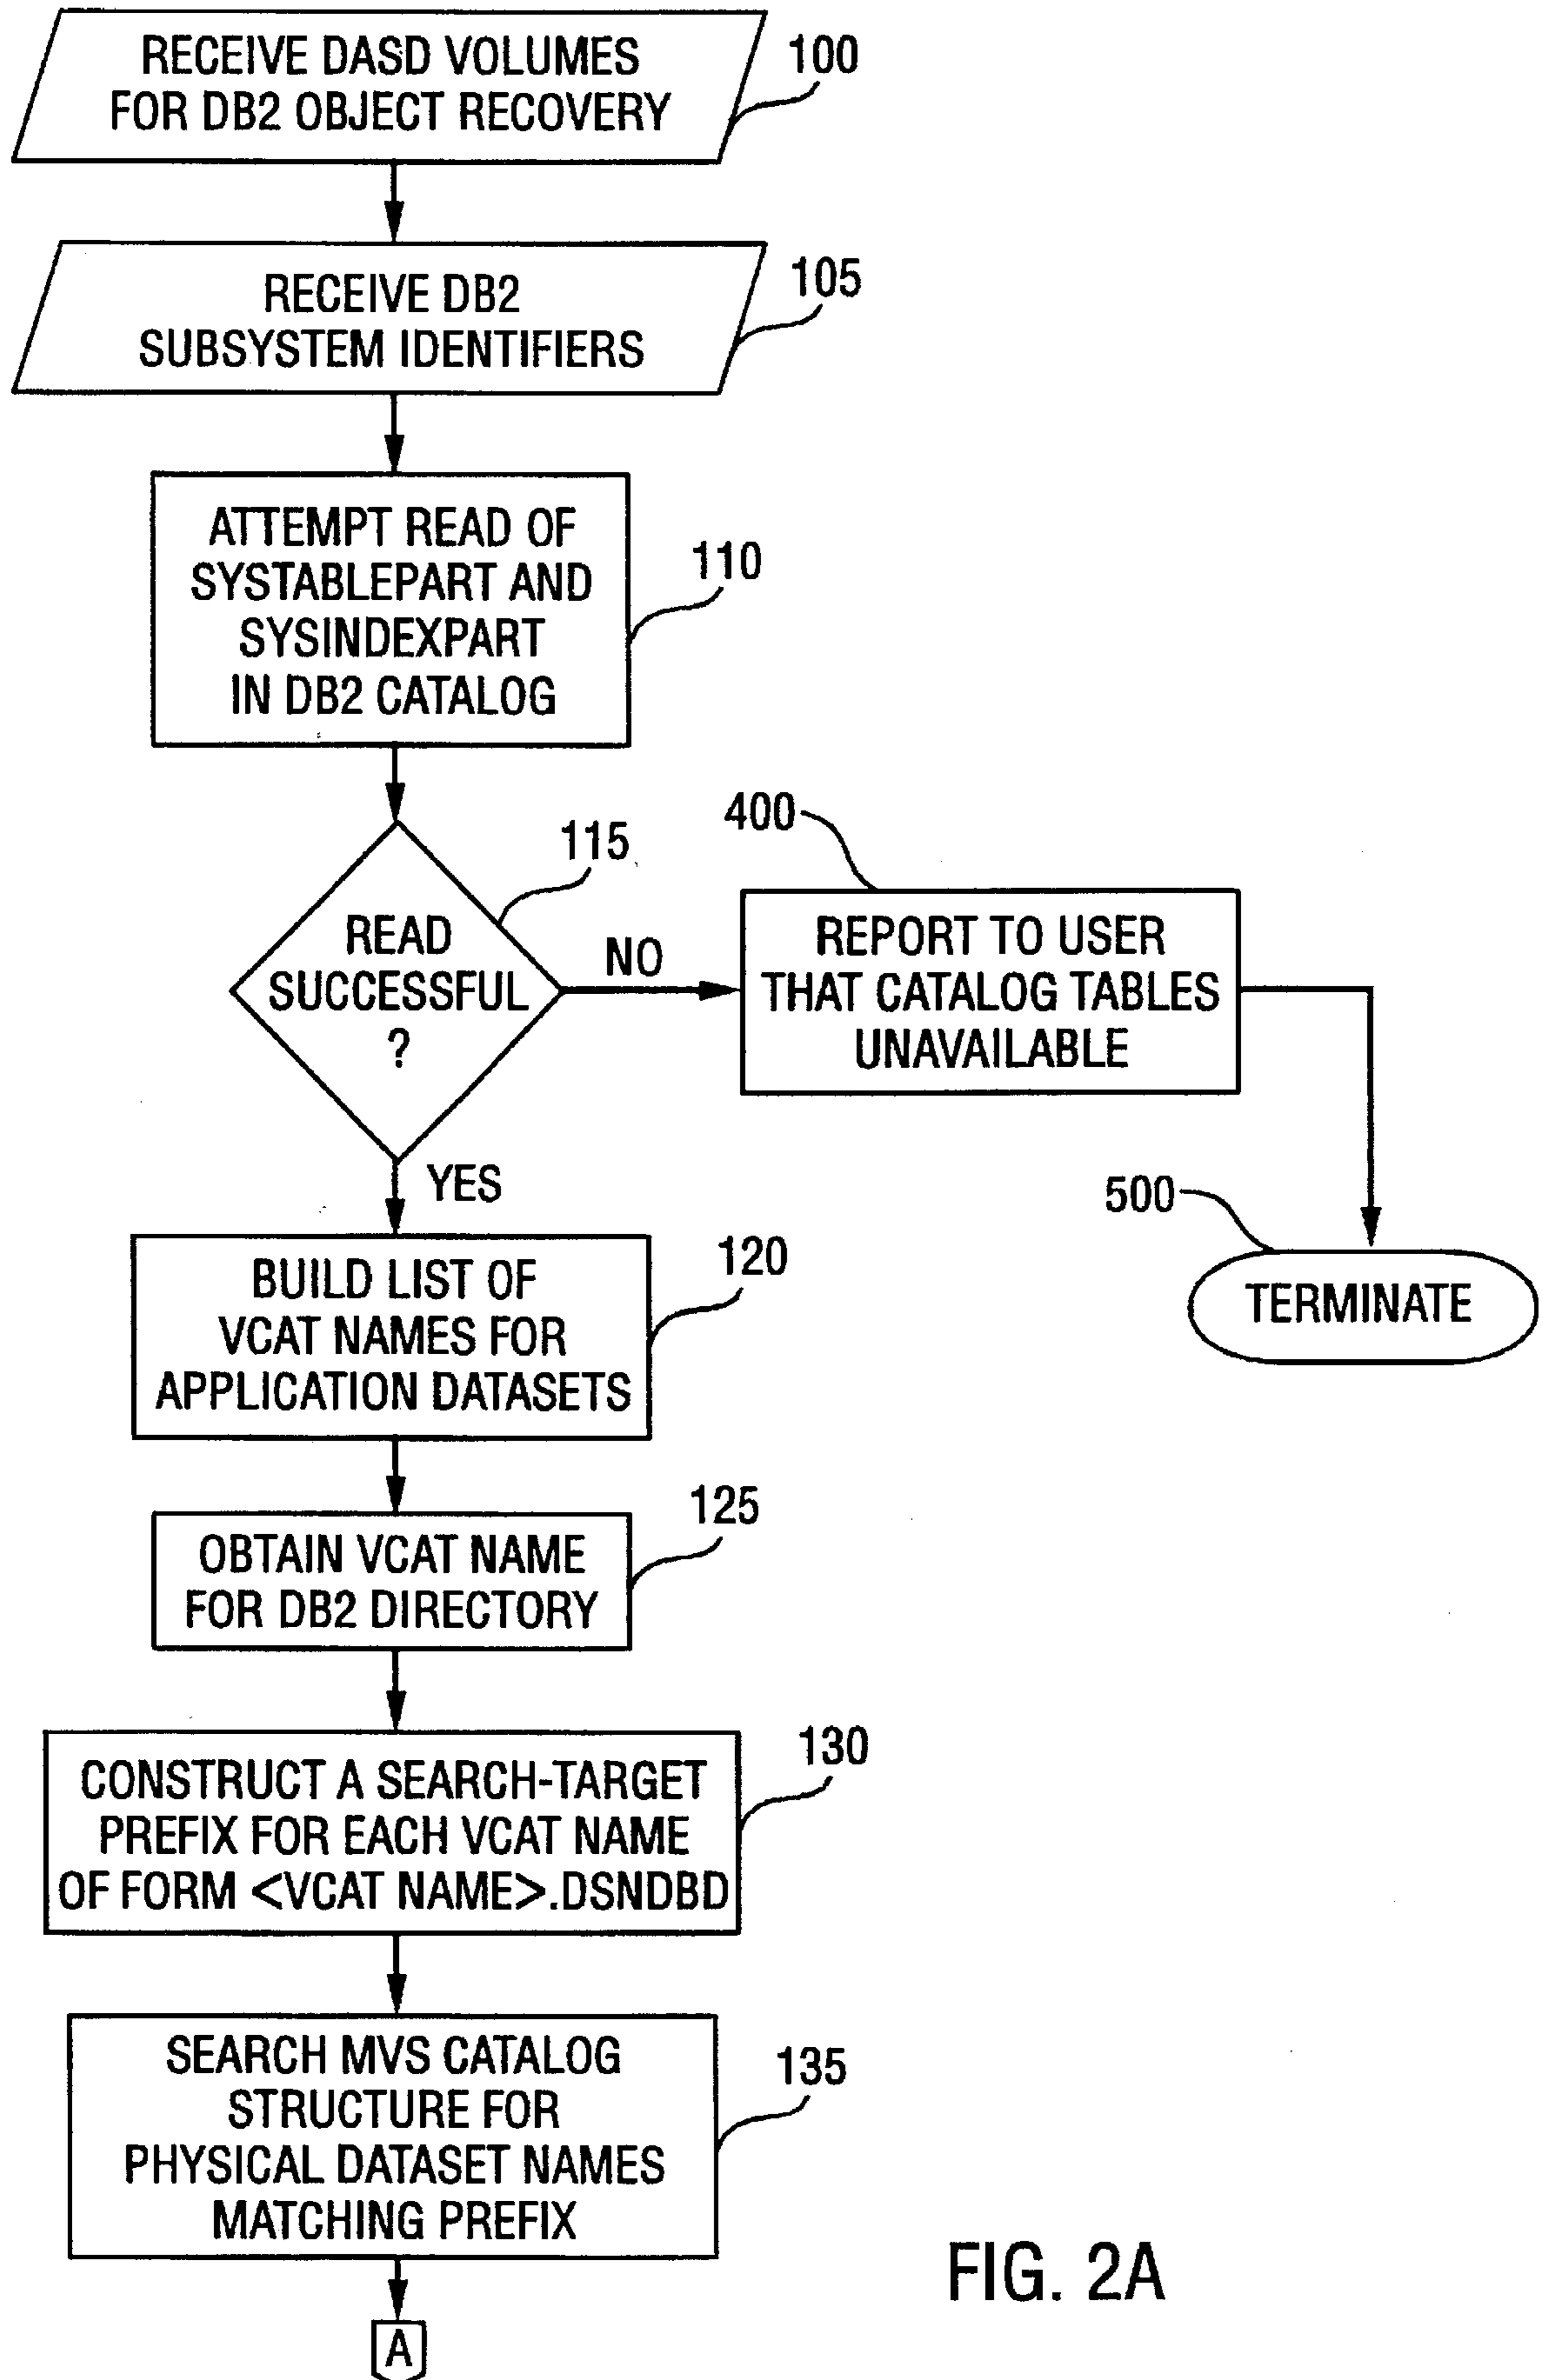 RECEIVE DASD VOLUMES
FOR DB2 OBJECT RECOVERY
100
RECEIVE DB2
SUBSYSTEM IDENTIFIERS
105
ATTEMPT READ OF
SYSTABLEPART AND
SYSINDEXPART
IN DB2 CATALOG
110
READ
SUCCESSFUL
?
115
NO
400
REPORT TO USER
THAT CATALOG TABLES
UNAVAILABLE
YES
500
TERMINATE
BUILD LIST OF
VCAT NAMES FOR
APPLICATION DATASETS
120
OBTAIN VCAT NAME
FOR DB2 DIRECTORY
125
CONSTRUCT A SEARCH-TARGET
PREFIX FOR EACH VCAT NAME
OF FORM <VCAT NAME>.DSNDBD
130
SEARCH MVS CATALOG
STRUCTURE FOR
PHYSICAL DATASET NAMES
MATCHING PREFIX
135
A
FIG. 2A